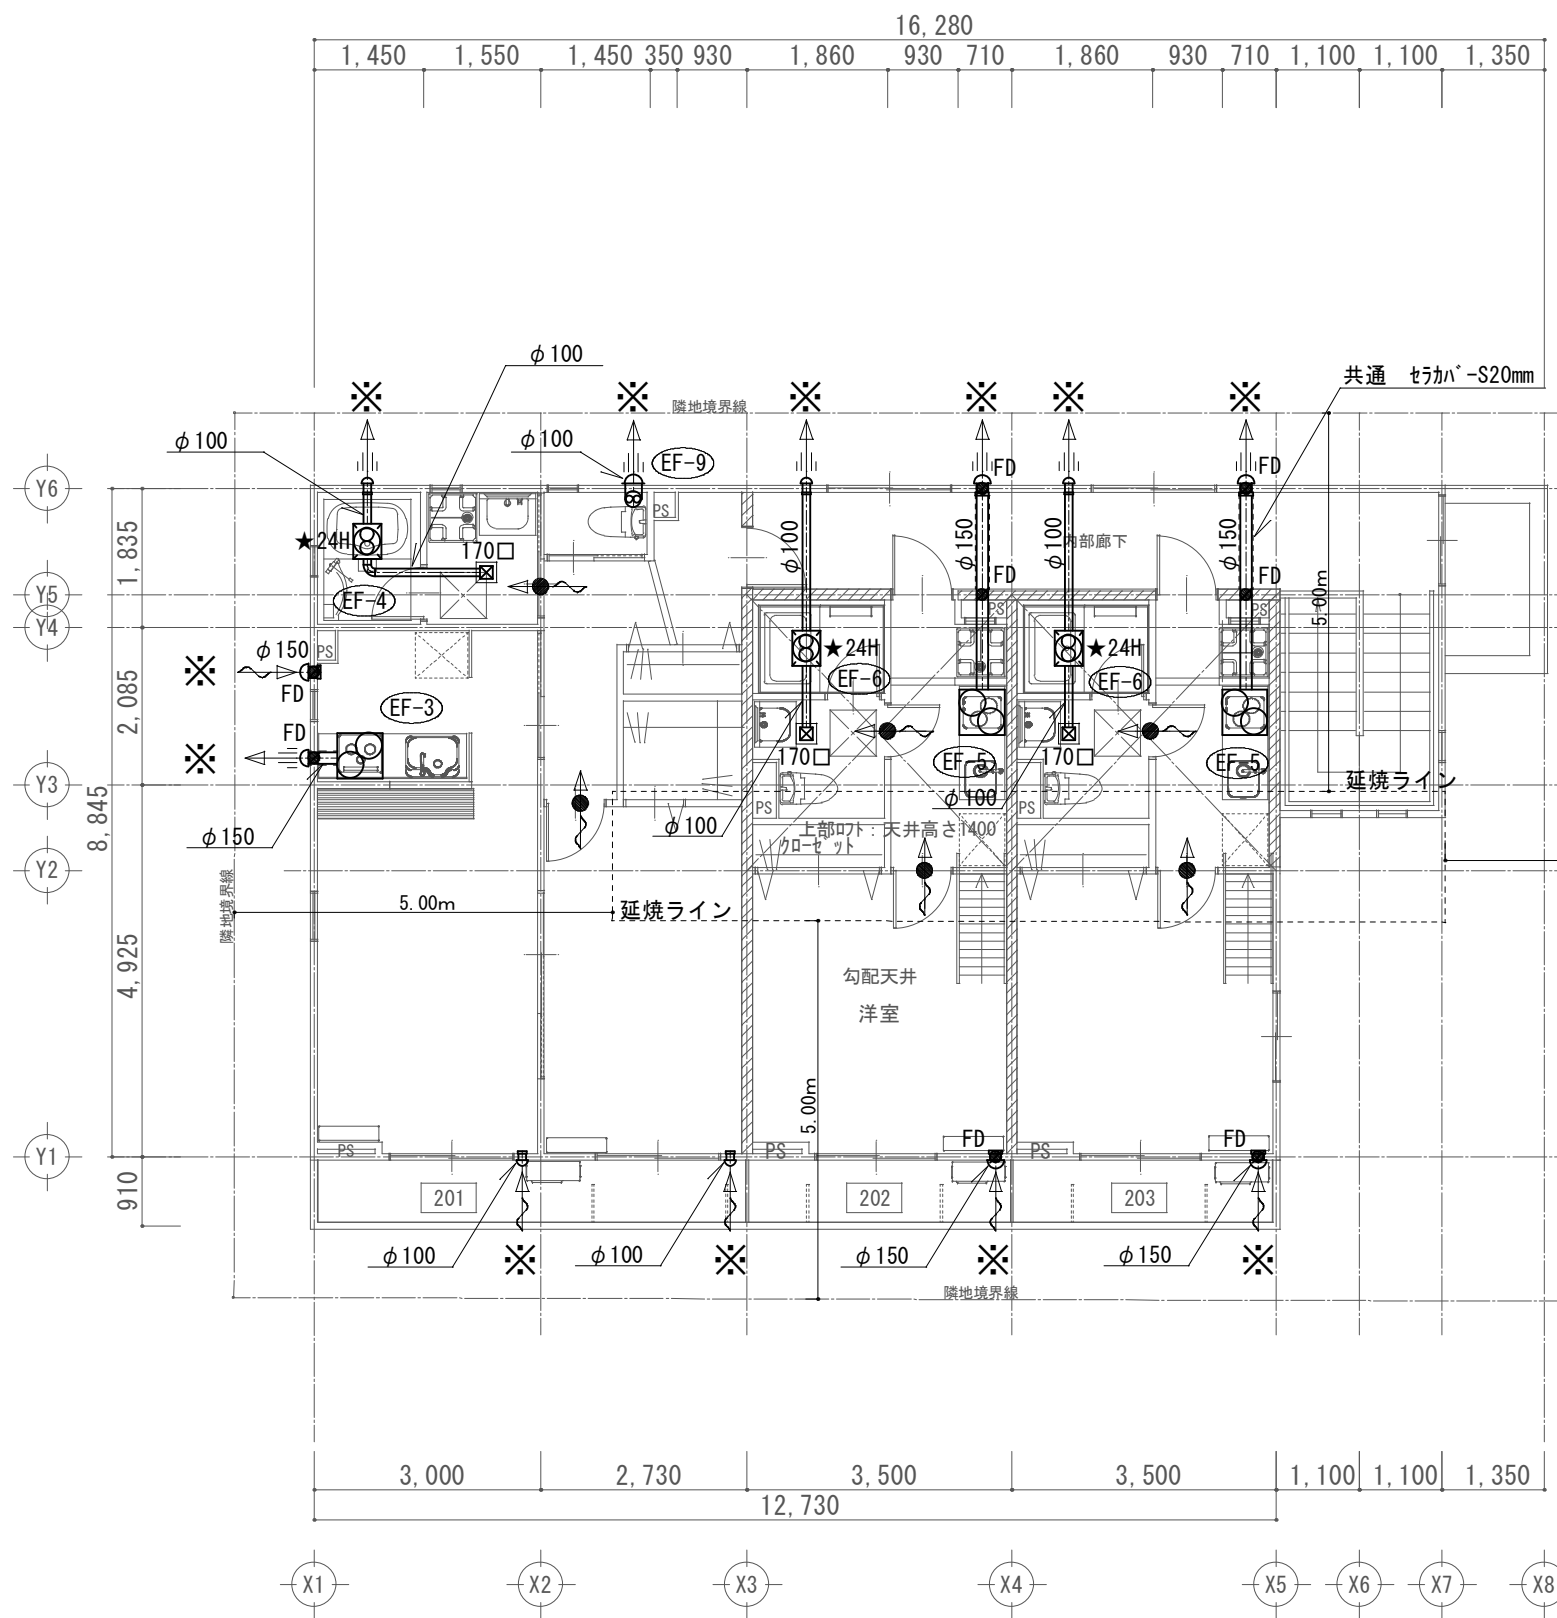 16,280
1,450 1,550 1,450 350 930 1,860 930 710 1,860 930 710 1,100 1,100 1,350
φ100
共通 ｾﾗｶﾊﾞｰS20mm
隣地境界線
φ100
φ100
EF-9
FD
FD
Y6
PS
★24H
170□
φ100
φ150
φ100
内部廊下
φ150
1,835
FD
FD
Y5
EF-4
PS
PS
5.00m
Y4
φ150
PS
★24H
★24H
FD
EF-6
EF-6
2,085
EF-3
FD
170□
EF-5
170□
EF-5
Y3
延焼ライン
φ100
PS
PS
8,845
φ150
φ100
上部ﾛﾌﾄ：天井高さ1400
ｸﾛｰｾﾞｯﾄ
Y2
隣地境界線
5.00m
延焼ライン
4,925
勾配天井
洋室
5.00m
FD
FD
Y1
PS
PS
PS
910
201
202
203
φ100
φ100
φ150
φ150
隣地境界線
3,000 2,730 3,500 3,500 1,100 1,100 1,350
12,730
X1 X2 X3 X4 X5 X6 X7 X8